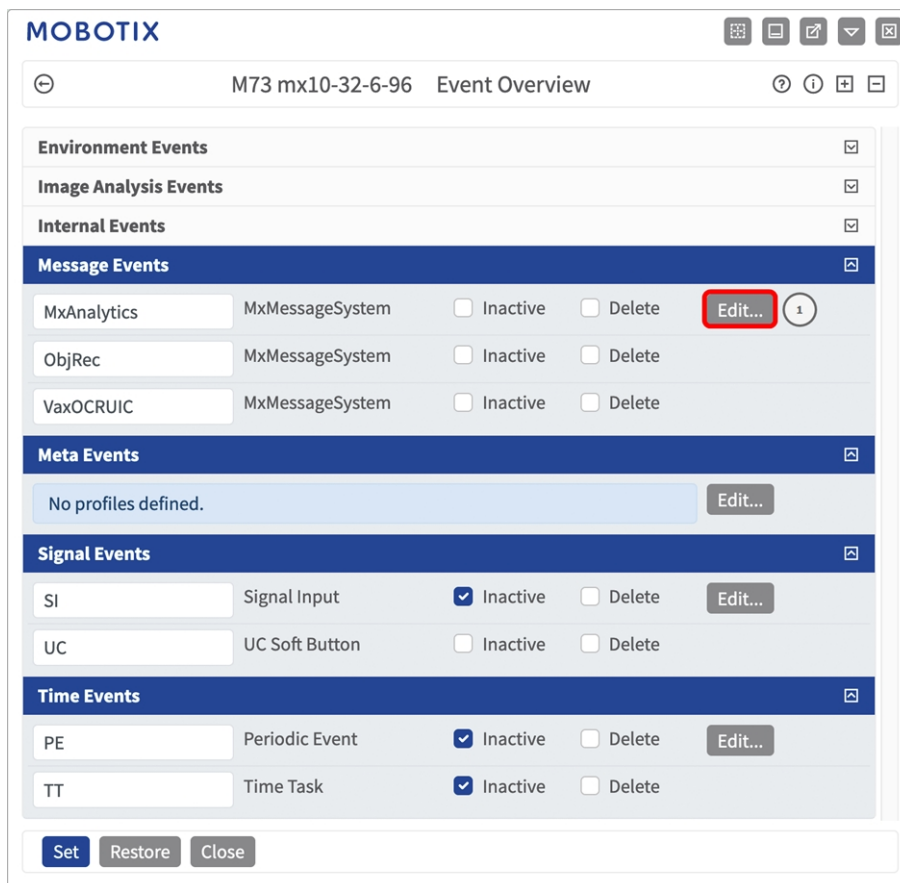 MOBOTIX
M73 mx10-32-6-96 Event Overview
Environment Events
Image Analysis Events
Internal Events
Message Events
MxAnalytics MxMessageSystem Inactive Delete Edit... 1
ObjRec MxMessageSystem Inactive Delete
VaxOCRUIC MxMessageSystem Inactive Delete
Meta Events
No profiles defined. Edit...
Signal Events
SI Signal Input Inactive Delete Edit...
UC UC Soft Button Inactive Delete
Time Events
PE Periodic Event Inactive Delete Edit...
TT Time Task Inactive Delete
Set Restore Close